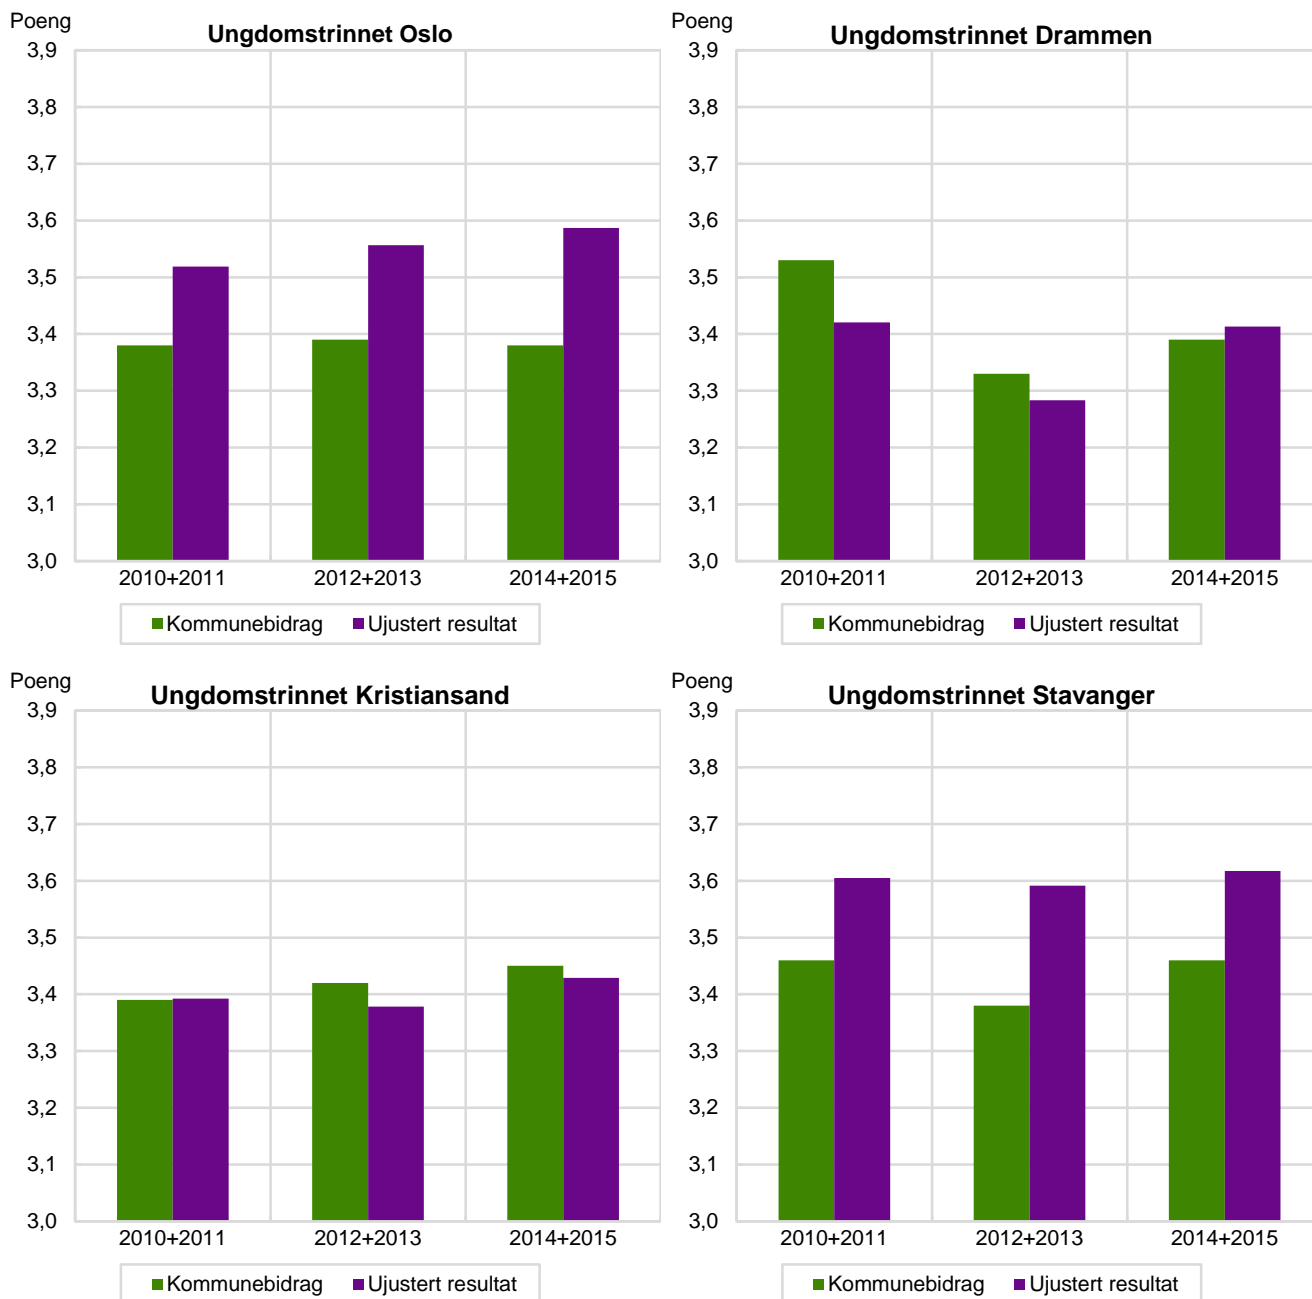 Poeng
Ungdomstrinnet Oslo
3,9
3,8
3,7
3,6
3,5
3,4
3,3
3,2
3,1
3,0
2010+2011 2012+2013 2014+2015
Kommunebidrag Ujustert resultat
Poeng
Ungdomstrinnet Drammen
3,9
3,8
3,7
3,6
3,5
3,4
3,3
3,2
3,1
3,0
2010+2011 2012+2013 2014+2015
Kommunebidrag Ujustert resultat
Poeng
Ungdomstrinnet Kristiansand
3,9
3,8
3,7
3,6
3,5
3,4
3,3
3,2
3,1
3,0
2010+2011 2012+2013 2014+2015
Kommunebidrag Ujustert resultat
Poeng
Ungdomstrinnet Stavanger
3,9
3,8
3,7
3,6
3,5
3,4
3,3
3,2
3,1
3,0
2010+2011 2012+2013 2014+2015
Kommunebidrag Ujustert resultat